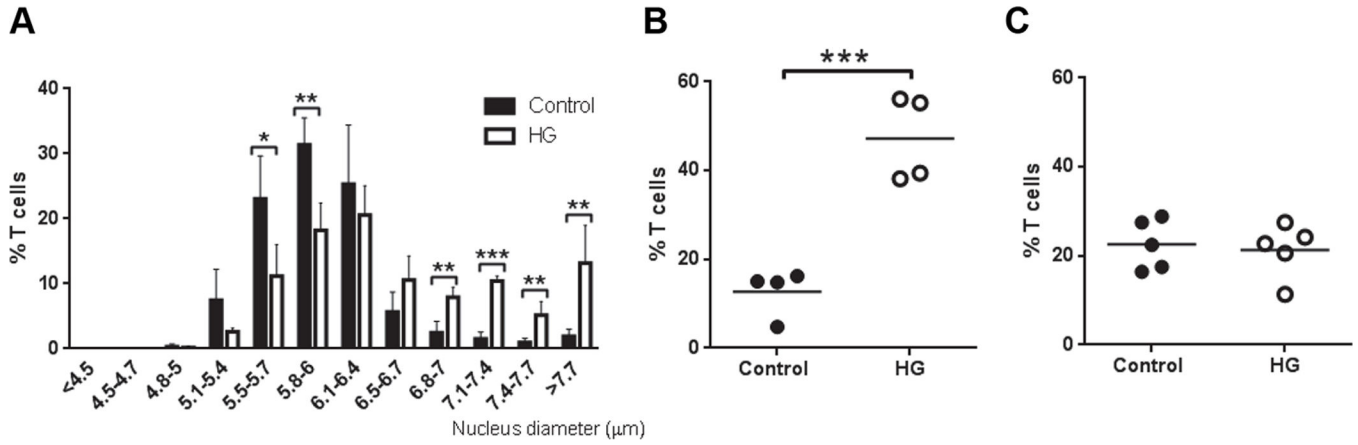 A
% T cells
40
30
20
10
0
* ** ** *** ** **
Control
HG
<4.5 4.5-4.7 4.8-5 5.1-5.4 5.5-5.7 5.8-6 6.1-6.4 6.5-6.7 6.8-7 7.1-7.4 7.4-7.7 >7.7
Nucleus diameter (μm)
B
% T cells
60
40
20
0
***
Control HG
C
% T cells
60
40
20
0
Control HG